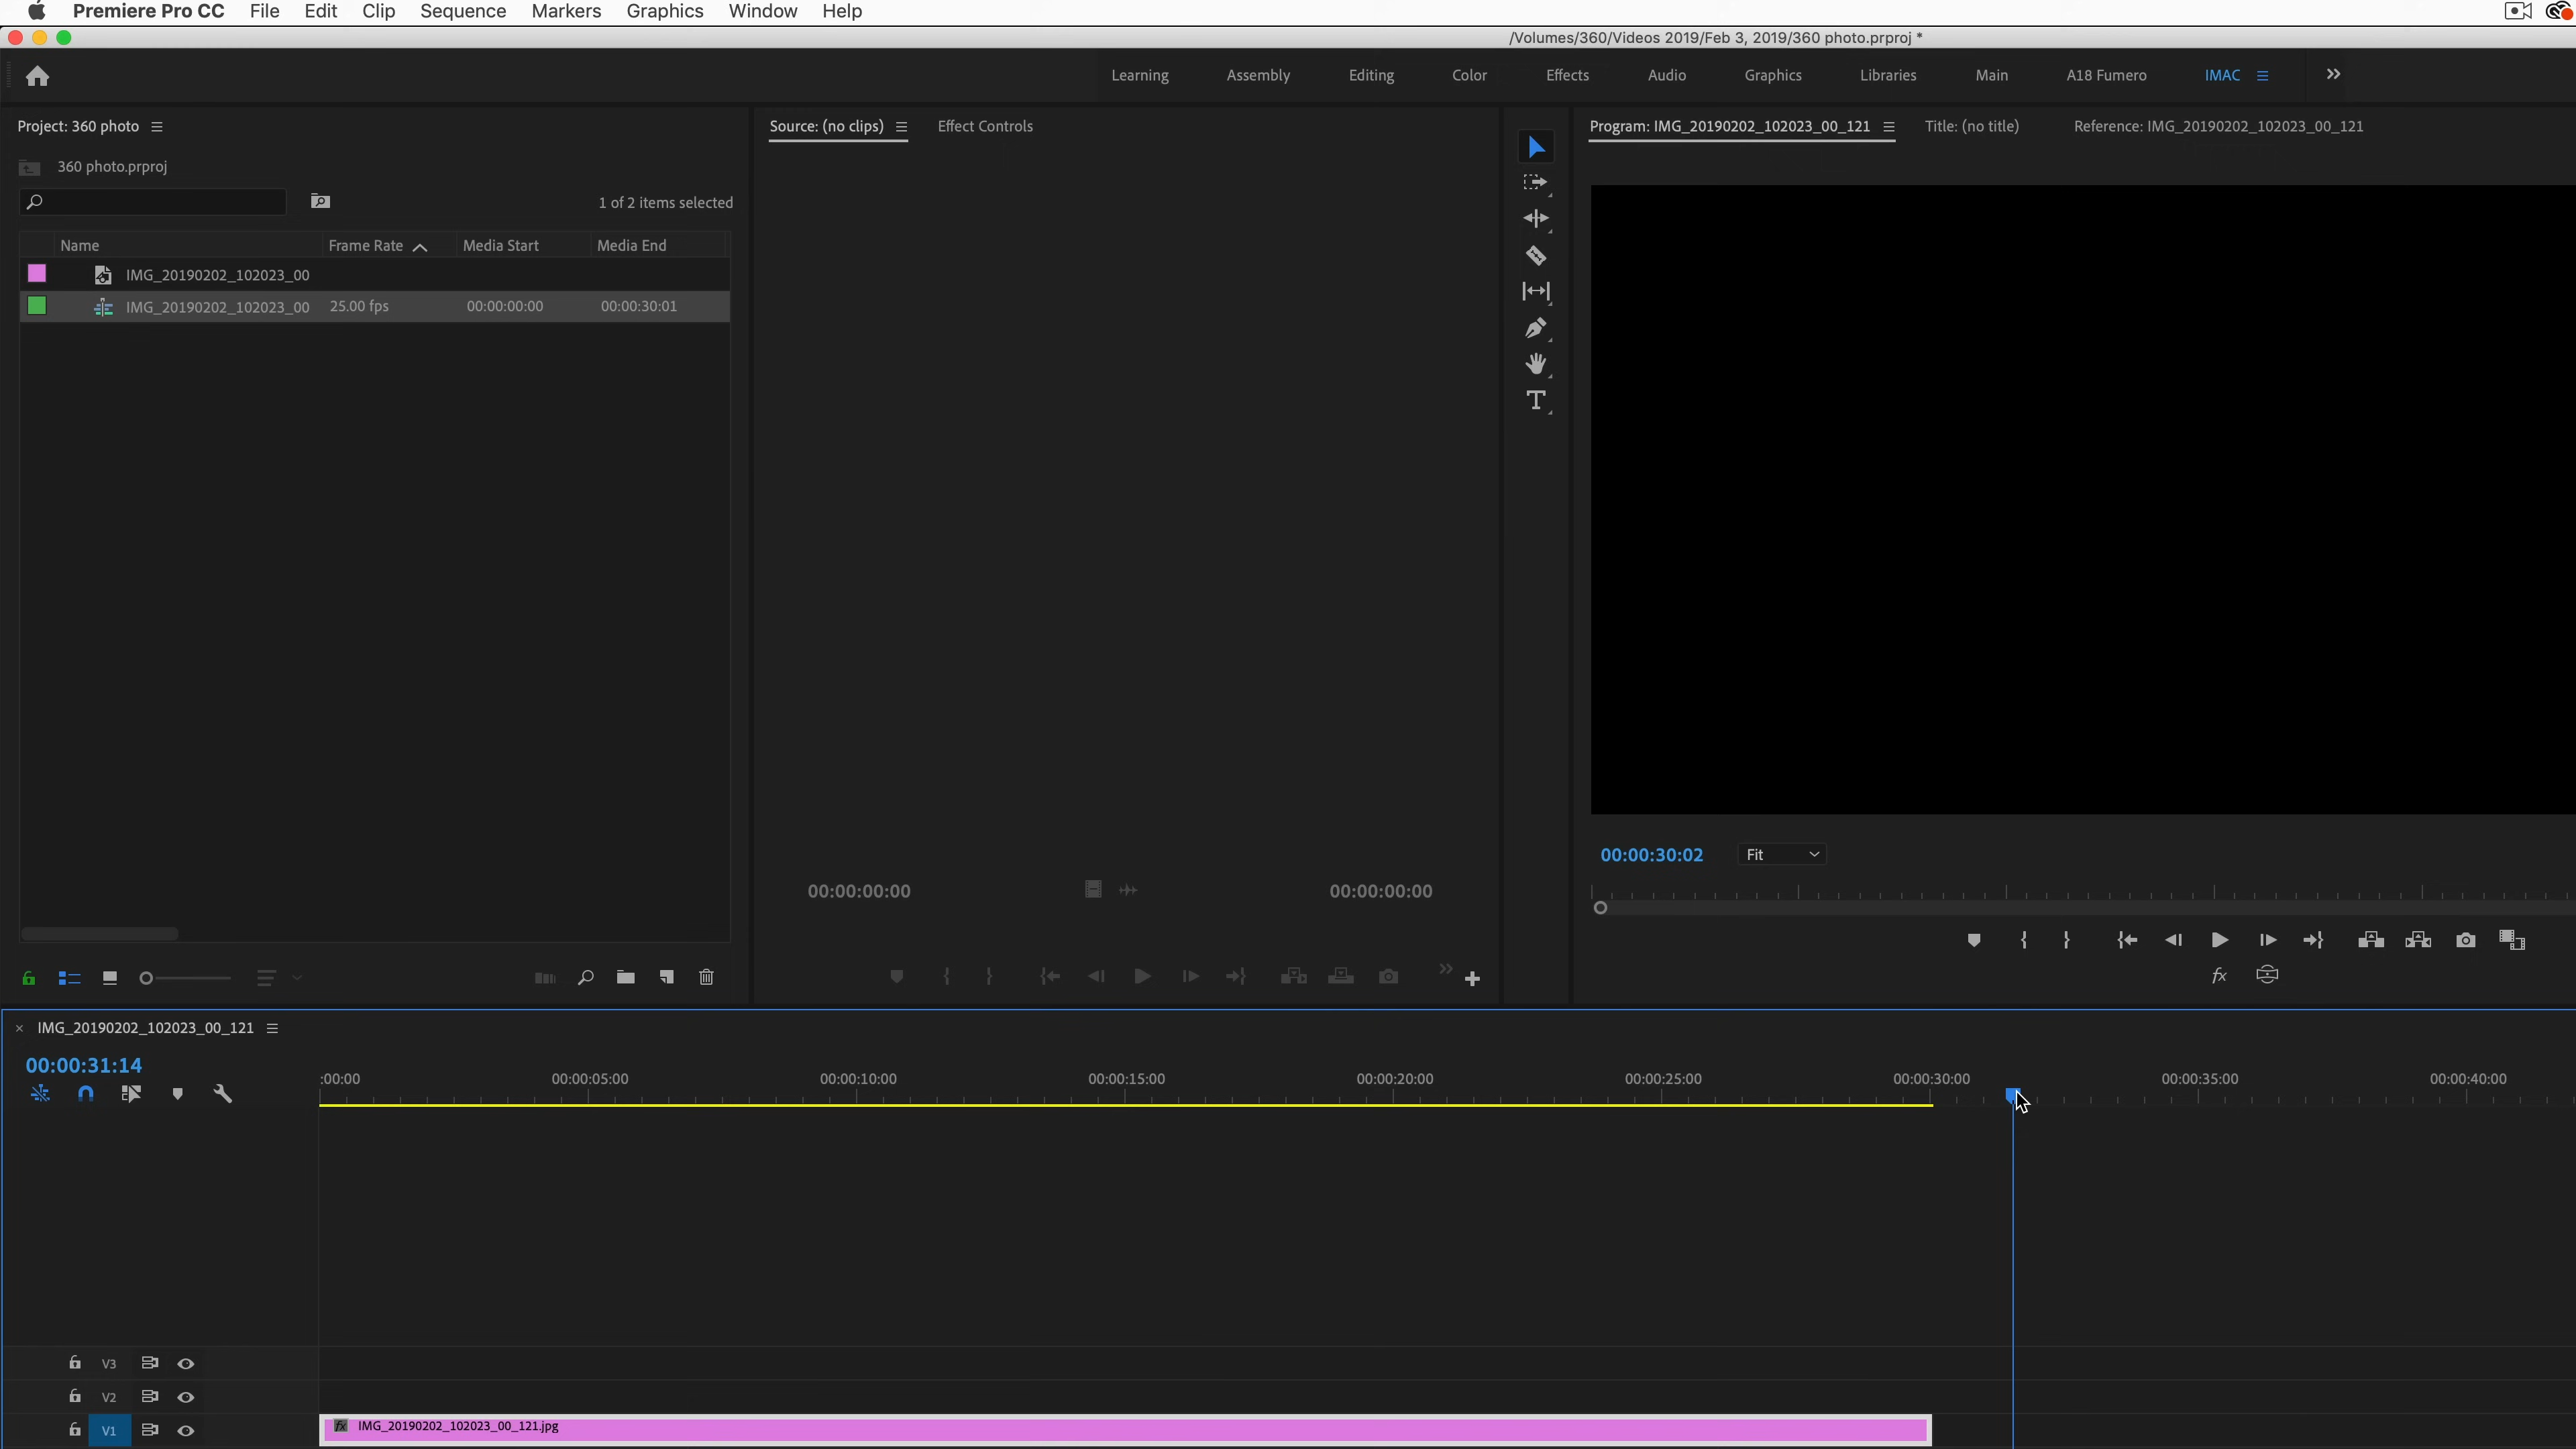 Premiere Pro CC File Edit Clip Sequence Markers Graphics Window Help
/Volumes/360/Videos 2019/Feb 3, 2019/360 photo.prproj *
Learning Assembly Editing Color Effects Audio Graphics Libraries Main A18 Fumero IMAC
Project: 360 photo
Source: (no clips) Effect Controls
Program: IMG_20190202_102023_00_121 Title: (no title) Reference: IMG_20190202_102023_00_121
360 photo.prproj
1 of 2 items selected
Name Frame Rate Media Start Media End
IMG_20190202_102023_00
IMG_20190202_102023_00 25.00 fps 00:00:00:00 00:00:30:01
T
00:00:30:02 Fit
00:00:00:00 00:00:00:00
fx
IMG_20190202_102023_00_121
00:00:31:14
:00:00 00:00:05:00 00:00:10:00 00:00:15:00 00:00:20:00 00:00:25:00 00:00:30:00 00:00:35:00 00:00:40:00
V3
V2
V1 fx IMG_20190202_102023_00_121.jpg